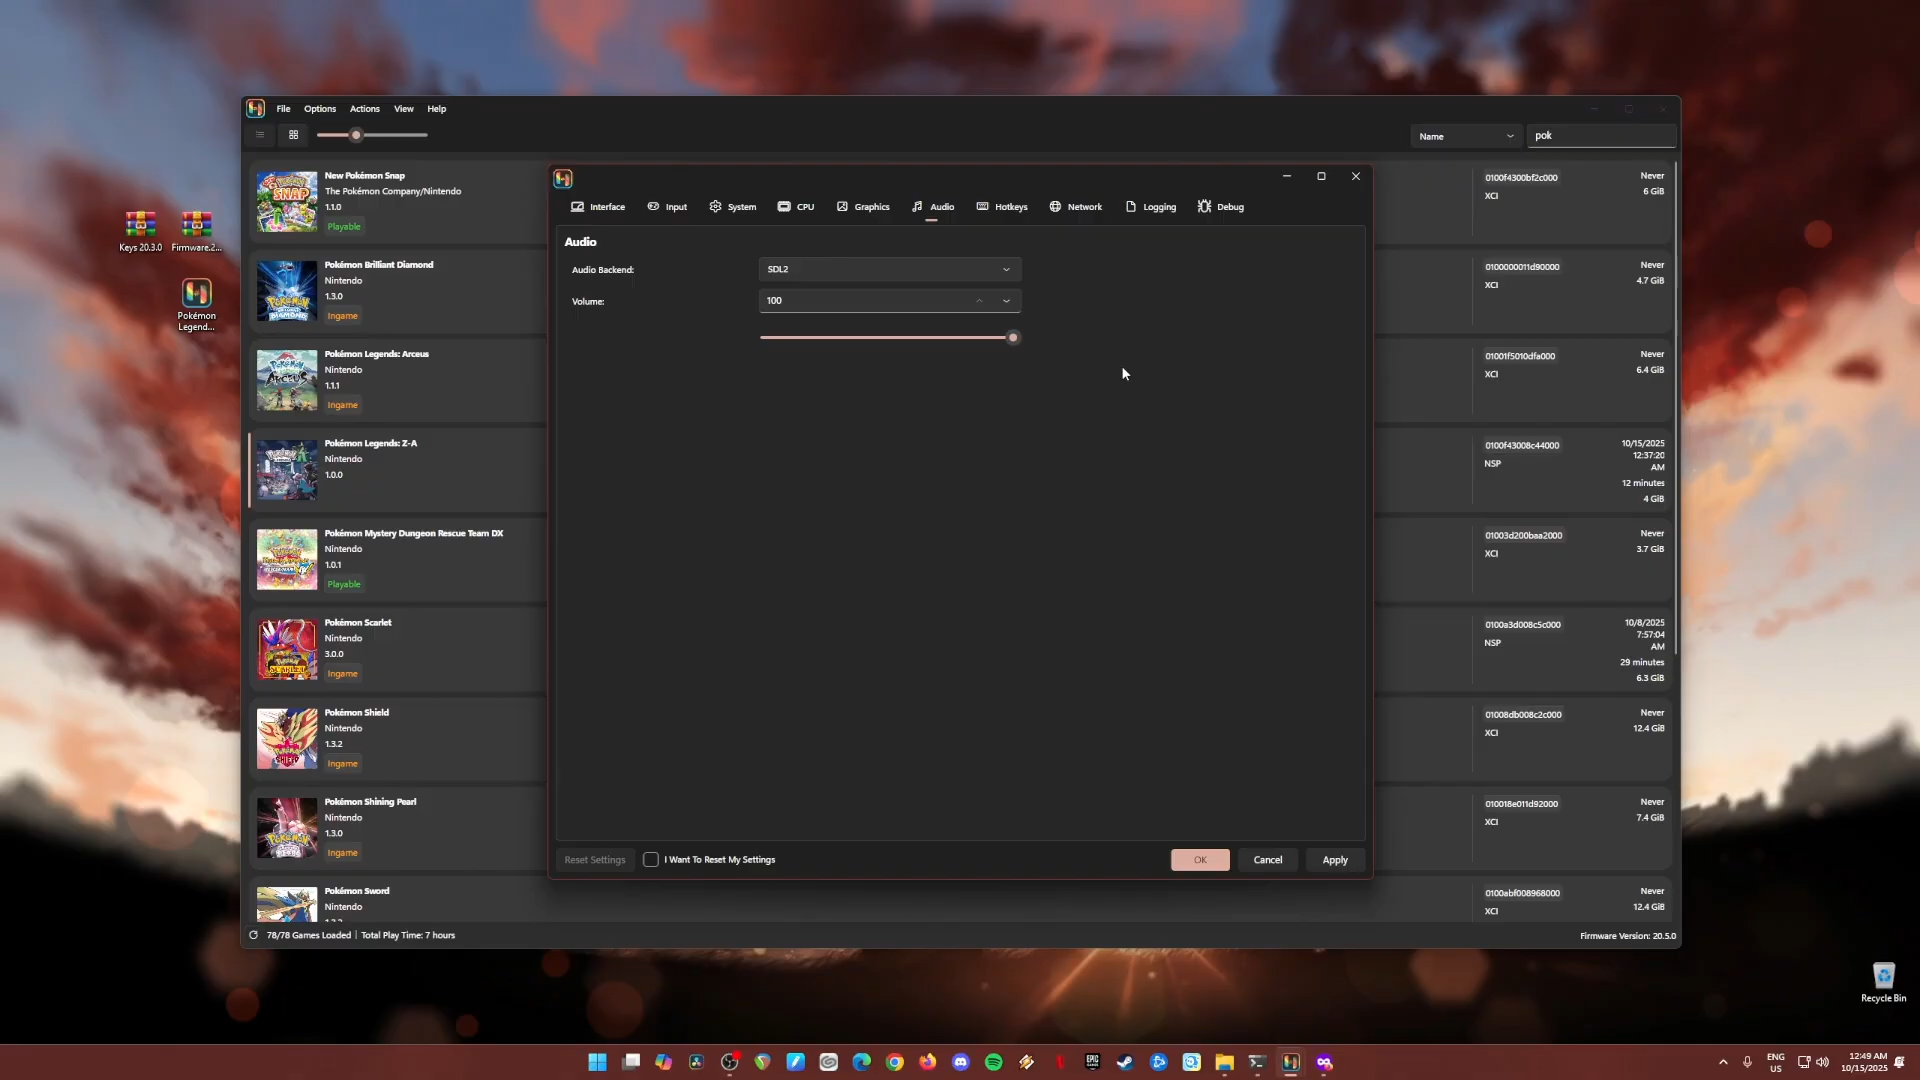 File Options Actions View Help
Name
pok
Keys 20.3.0
Firmware.2...
Pokémon
Legend...
New Pokémon Snap
The Pokémon Company/Nintendo
1.1.0
Playable
0100f4300bf2c000
XCI
Never
6 GiB
Pokémon Brilliant Diamond
Nintendo
1.3.0
Ingame
0100000011d90000
XCI
Never
4.7 GiB
Pokémon Legends: Arceus
Nintendo
1.1.1
Ingame
01001f5010dfa000
XCI
Never
6.4 GiB
Pokémon Legends: Z-A
Nintendo
1.0.0
0100f43008c44000
NSP
10/15/2025
12:37:20
AM
12 minutes
4 GiB
Pokémon Mystery Dungeon Rescue Team DX
Nintendo
1.0.1
Playable
01003d200baa2000
XCI
Never
3.7 GiB
Pokémon Scarlet
Nintendo
3.0.0
Ingame
0100a3d008c5c000
NSP
10/8/2025
7:57:04
AM
29 minutes
6.3 GiB
Pokémon Shield
Nintendo
1.3.2
Ingame
01008db008c2c000
XCI
Never
12.4 GiB
Pokémon Shining Pearl
Nintendo
1.3.0
Ingame
010018e011d92000
XCI
Never
7.4 GiB
Pokémon Sword
Nintendo
0100abf008968000
XCI
Never
12.4 GiB
Interface Input System CPU Graphics Audio Hotkeys Network Logging Debug
Audio
Audio Backend: SDL2
Volume: 100
Reset Settings I Want To Reset My Settings OK Cancel Apply
78/78 Games Loaded | Total Play Time: 7 hours
Firmware Version: 20.5.0
Recycle Bin
ENG
US
12:49 AM
10/15/2025